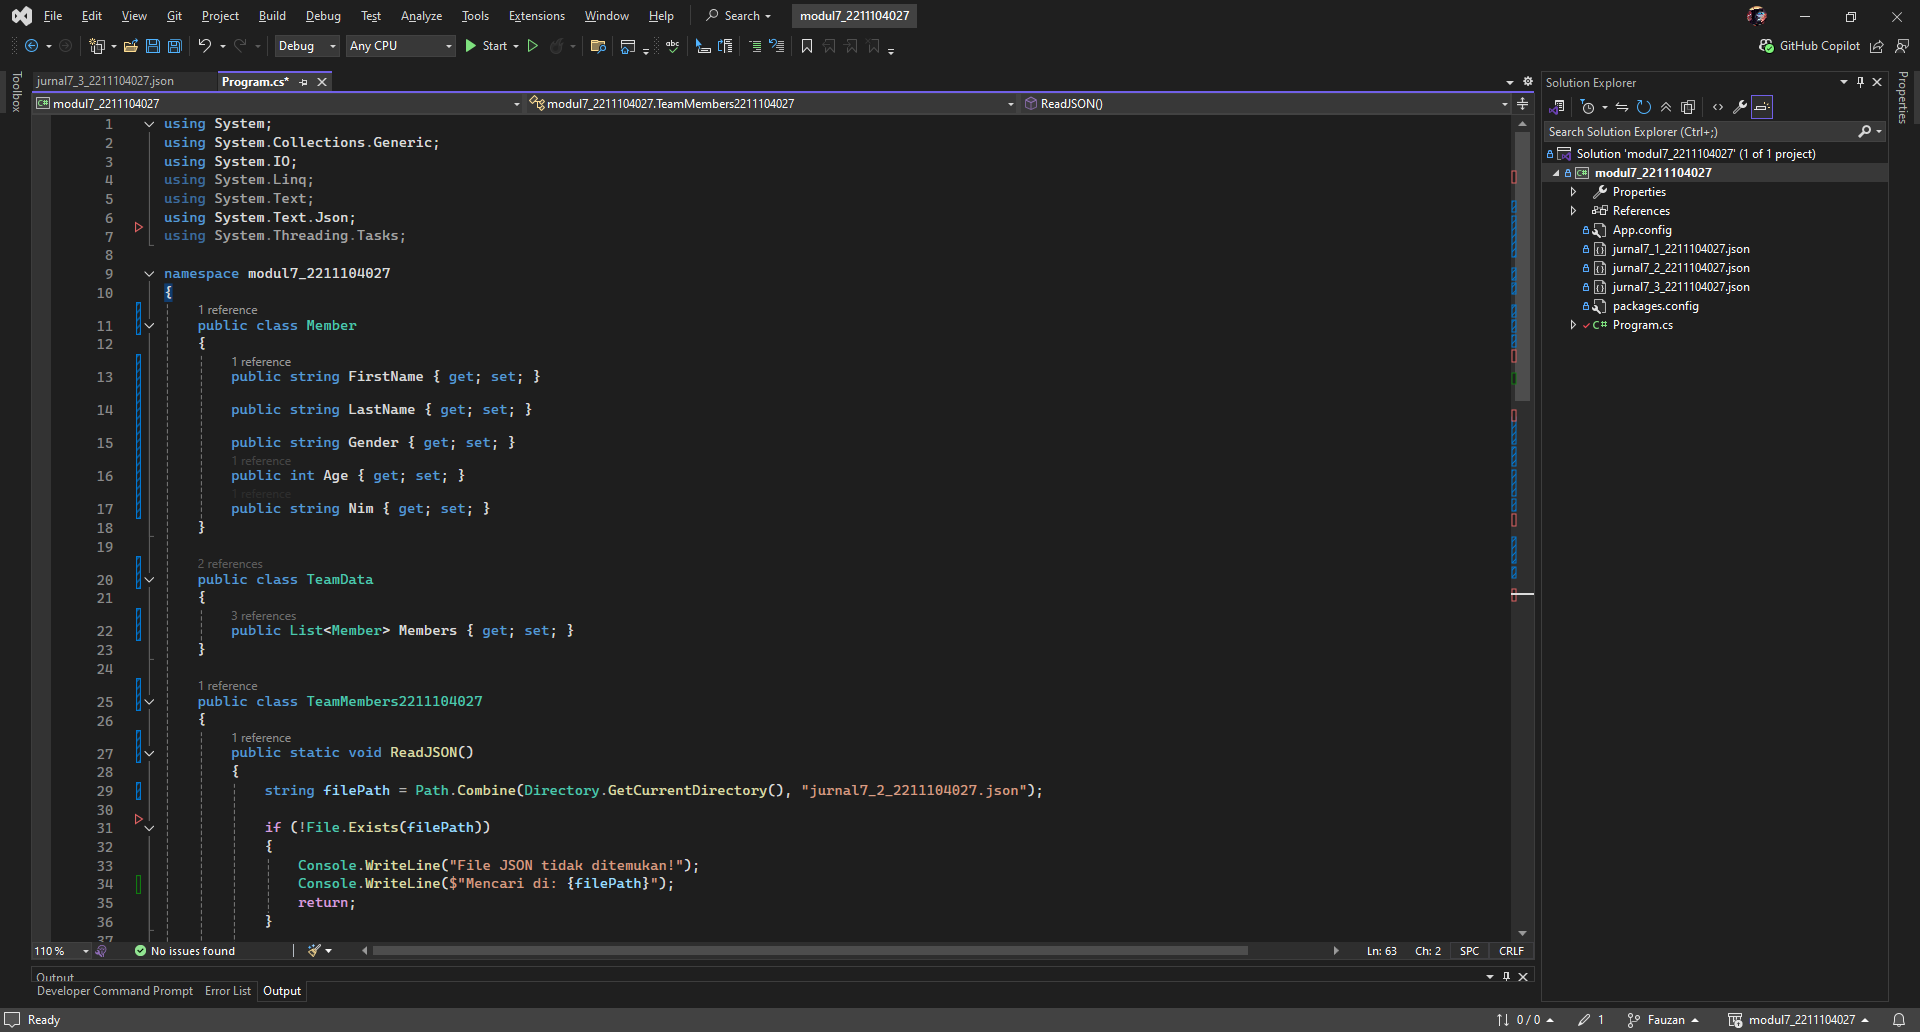 File Edit View Git Project Build Debug Test Analyze Tools Extensions Window Help Search modul7_2211104027
Debug Any CPU Start abc GitHub Copilot
Toolbox
jurnal7_3_2211104027.json Program.cs*
C# modul7_2211104027 modul7_2211104027.TeamMembers2211104027 ReadJSON()
1 using System;
2 using System.Collections.Generic;
3 using System.IO;
4 using System.Linq;
5 using System.Text;
6 using System.Text.Json;
7 using System.Threading.Tasks;
8
9 namespace modul7_2211104027
10 {
1 reference
11 public class Member
12 {
1 reference
13 public string FirstName { get; set; }
14 public string LastName { get; set; }
15 public string Gender { get; set; }
1 reference
16 public int Age { get; set; }
1 reference
17 public string Nim { get; set; }
18 }
19
2 references
20 public class TeamData
21 {
3 references
22 public List<Member> Members { get; set; }
23 }
24
1 reference
25 public class TeamMembers2211104027
26 {
1 reference
27 public static void ReadJSON()
28 {
29 string filePath = Path.Combine(Directory.GetCurrentDirectory(), "jurnal7_2_2211104027.json");
30
31 if (!File.Exists(filePath))
32 {
33 Console.WriteLine("File JSON tidak ditemukan!");
34 Console.WriteLine($"Mencari di: {filePath}");
35 return;
36 }
37
110 % No issues found Ln: 63 Ch: 2 SPC CRLF
Output
Developer Command Prompt Error List Output
Solution Explorer
Search Solution Explorer (Ctrl+;)
Solution 'modul7_2211104027' (1 of 1 project)
C# modul7_2211104027
Properties
References
App.config
jurnal7_1_2211104027.json
jurnal7_2_2211104027.json
jurnal7_3_2211104027.json
packages.config
C# Program.cs
Properties
Ready 0 / 0 1 Fauzan modul7_2211104027